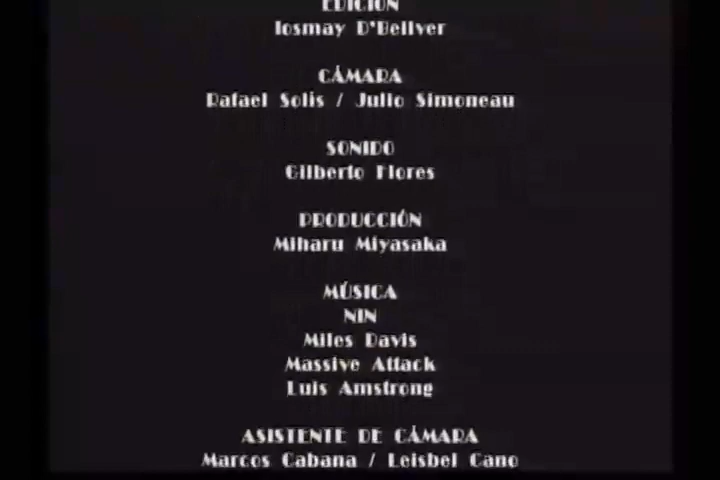 EDICIÓN
Iosmay D'Bellver
CÁMARA
Rafael Solis / Julio Simoneau
SONIDO
Gilberto Flores
PRODUCCIÓN
Miharu Miyasaka
MÚSICA
NIN
Miles Davis
Massive Attack
Luis Amstrong
ASISTENTE DE CÁMARA
Marcos Cabana / Leisbel Cano